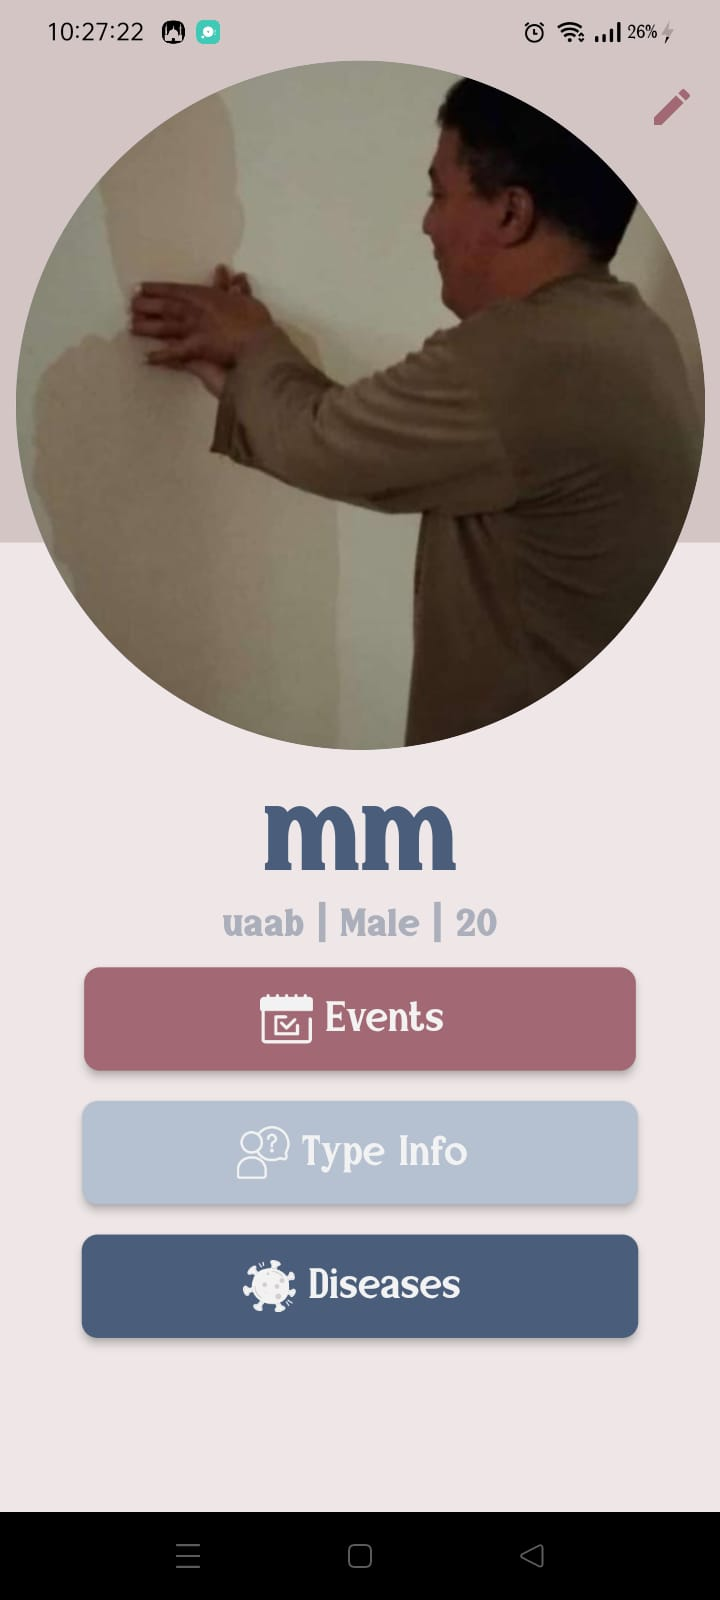 10:27:22 26%
mm
uaab | Male | 20
Events
? Type Info
Diseases